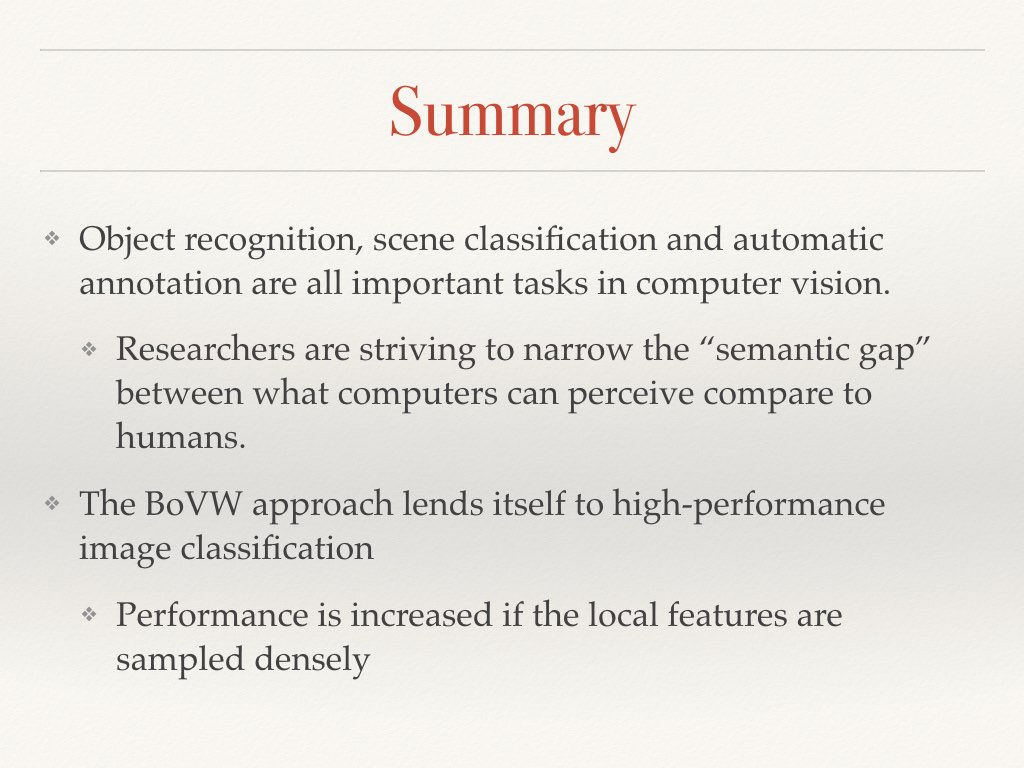 Summary
❖ Object recognition, scene classification and automatic
annotation are all important tasks in computer vision.
❖ Researchers are striving to narrow the “semantic gap”
between what computers can perceive compare to
humans.
❖ The BoVW approach lends itself to high-performance
image classification
❖ Performance is increased if the local features are
sampled densely